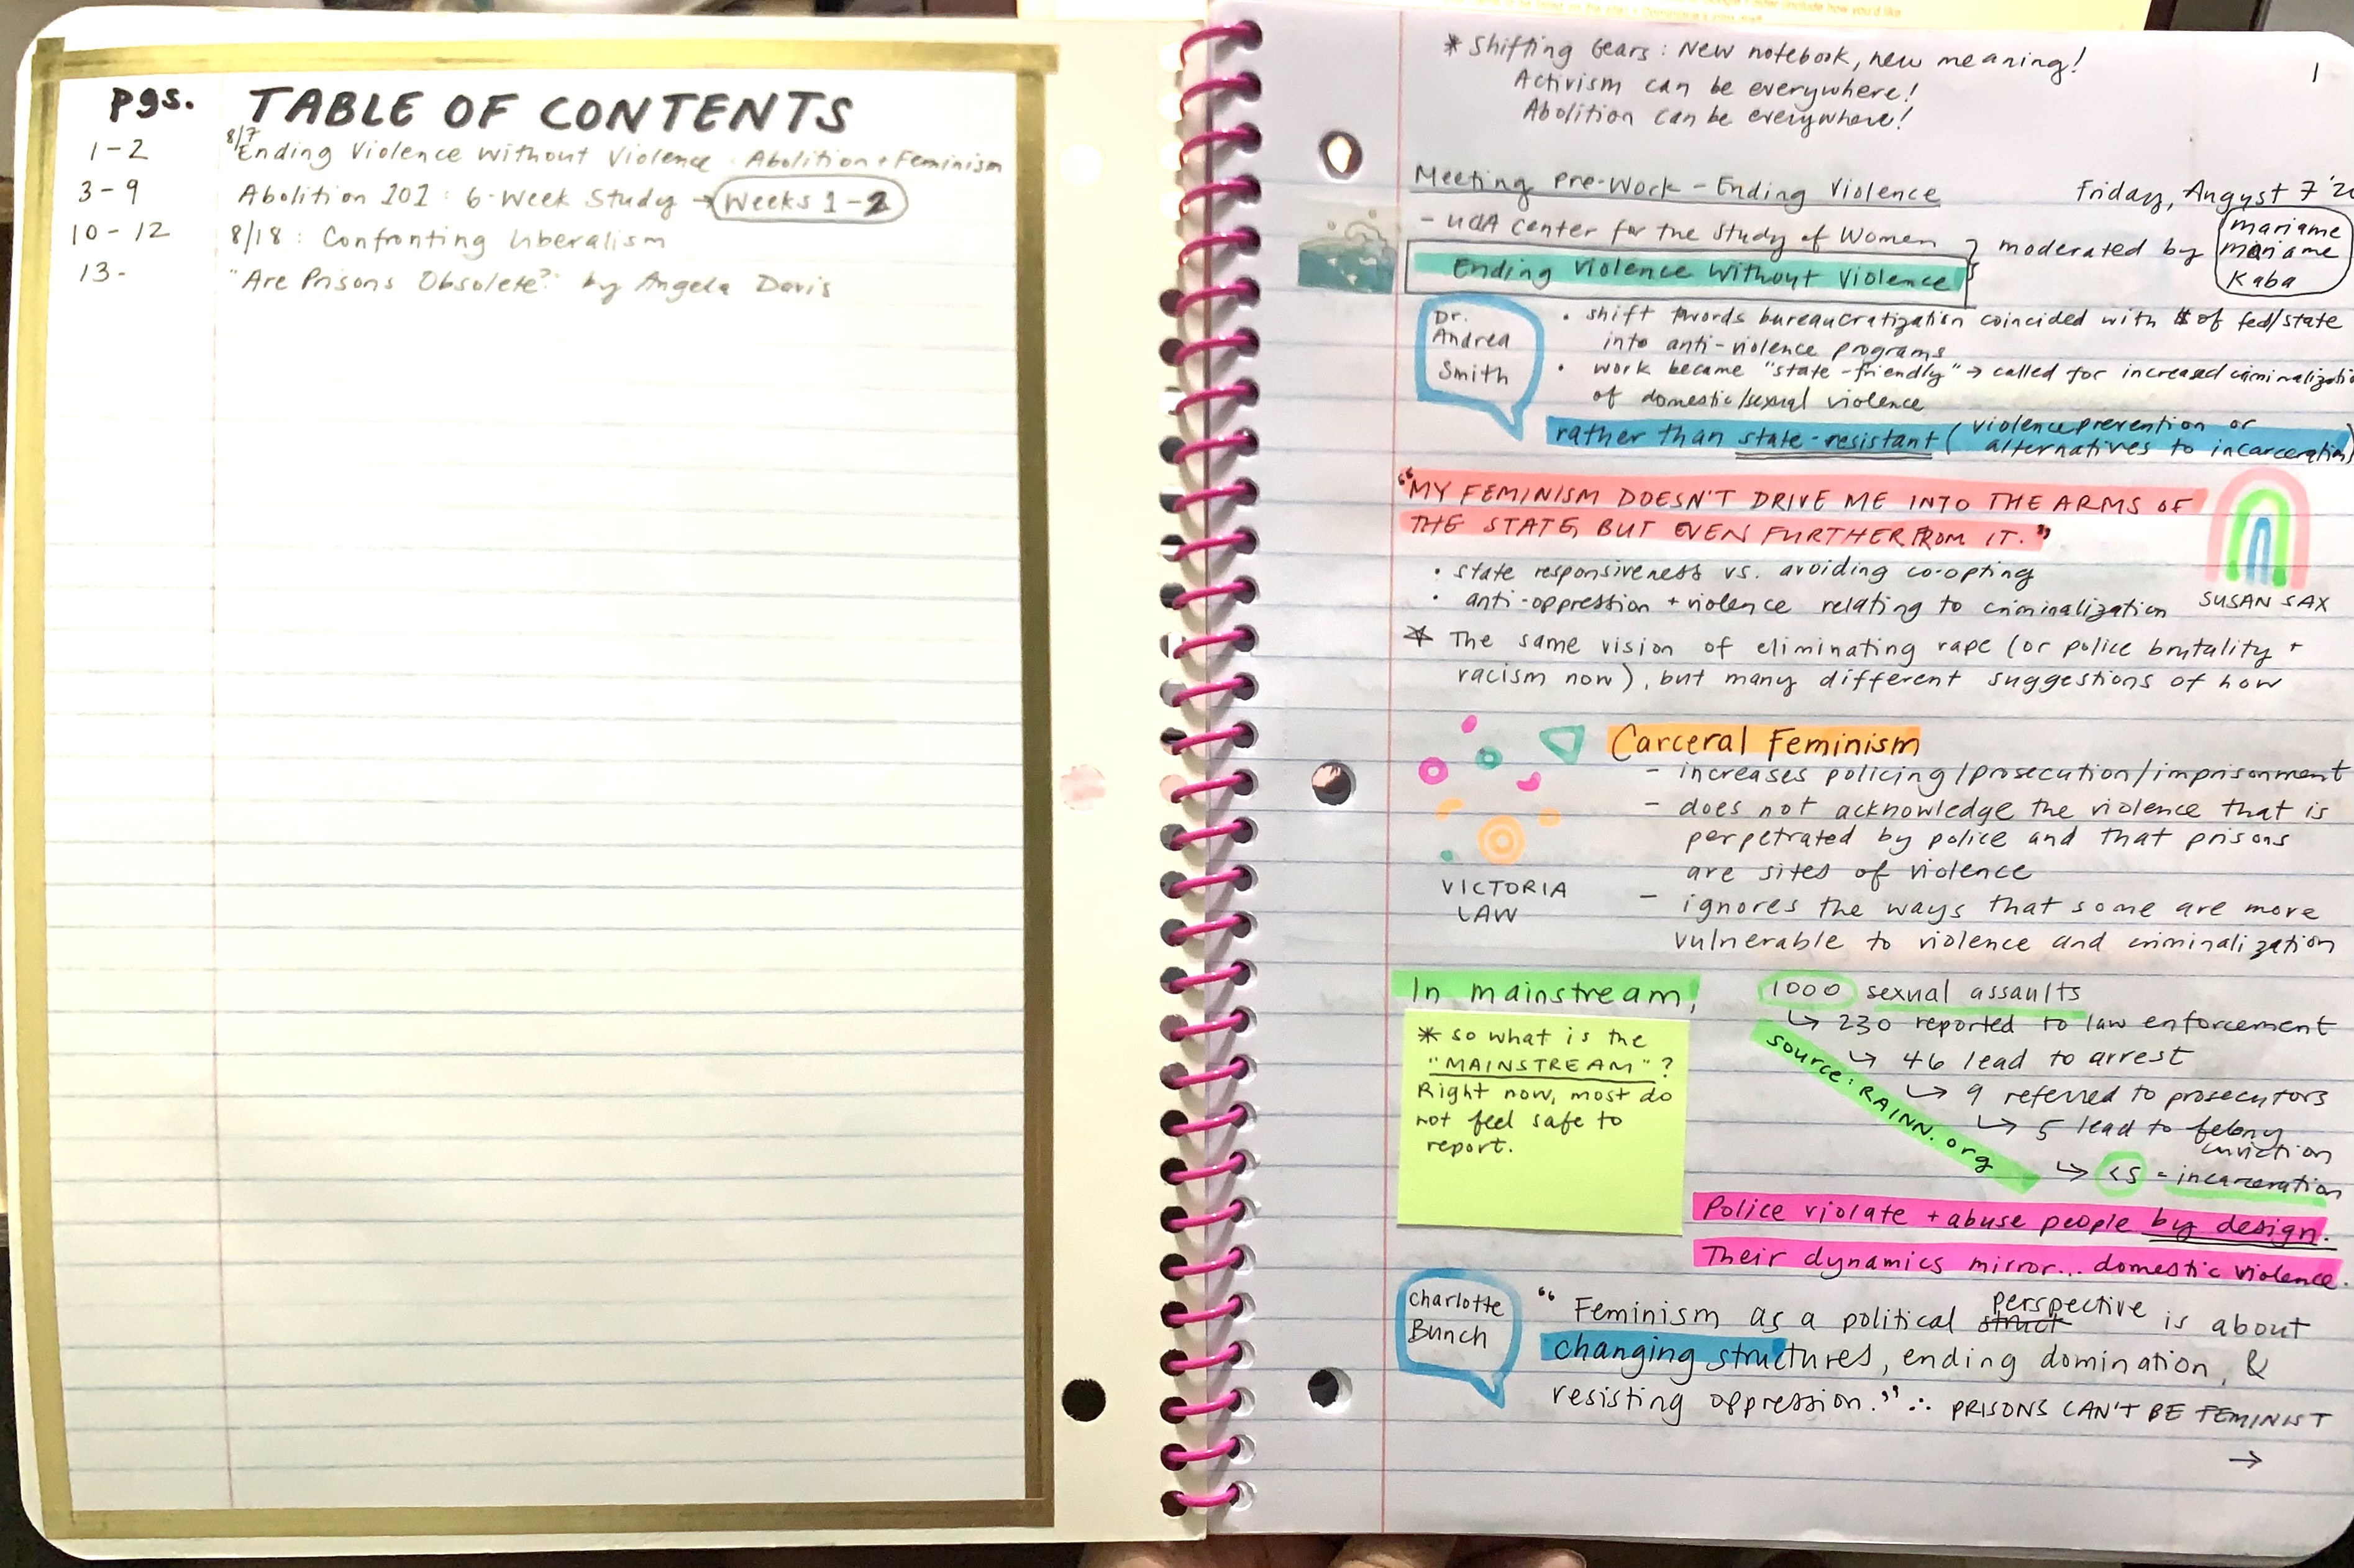 pgs. TABLE OF CONTENTS
8/7
1-2 Ending Violence Without Violence: Abolition + Feminism
3-9 Abolition 101: 6-Week Study → Weeks 1-2
10-12 8/18: Confronting Liberalism
13- "Are Prisons Obsolete?" by Angela Davis
1
* Shifting Gears: New notebook, new meaning!
Activism can be everywhere!
Abolition can be everywhere!
Meeting Pre-Work - Ending Violence
Friday, August 7
- UCLA Center for the Study of Women
Ending Violence Without Violence
moderated by
mariame
mariame
Kaba
Dr.
Andrea
Smith
• shift twords bureaucratization coincided with $ of fed/state
into anti-violence programs
• work became "state-friendly" → called for increased
of domestic/sexual violence
rather than state-resistant (violence prevention or
alternatives to incarceration)
"MY FEMINISM DOESN'T DRIVE ME INTO THE ARMS OF
THE STATE, BUT EVEN FURTHER FROM IT."
SUSAN SAX
• state responsiveness vs. avoiding co-opting
• anti-oppression + violence relating to criminalization
* The same vision of eliminating rape (or police brutality +
racism now), but many different suggestions of how
Carceral Feminism
- increases policing/prosecution/imprisonment
- does not acknowledge the violence that is
perpetrated by police and that prisons
are sites of violence
- ignores the ways that some are more
vulnerable to violence and criminalization
VICTORIA
LAW
In mainstream,
* so what is the
"MAINSTREAM"?
Right now, most do
not feel safe to
report.
1000 sexual assaults
↳ 230 reported to law enforcement
↳ 46 lead to arrest
↳ 9 referred to prosecutors
↳ 5 lead to felony
conviction
↳ <5 = incarceration
source: RAINN.org
Police violate + abuse people by design.
Their dynamics mirror... domestic violence.
Charlotte
Bunch
"Feminism as a political struct perspective is about
changing structures, ending domination, &
resisting oppression." ∴ PRISONS CAN'T BE FEMINIST
→